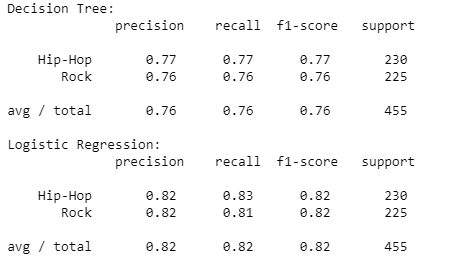 Decision Tree:
precision recall f1-score support
Hip-Hop 0.77 0.77 0.77 230
Rock 0.76 0.76 0.76 225
avg / total 0.76 0.76 0.76 455
Logistic Regression:
precision recall f1-score support
Hip-Hop 0.82 0.83 0.82 230
Rock 0.82 0.81 0.82 225
avg / total 0.82 0.82 0.82 455